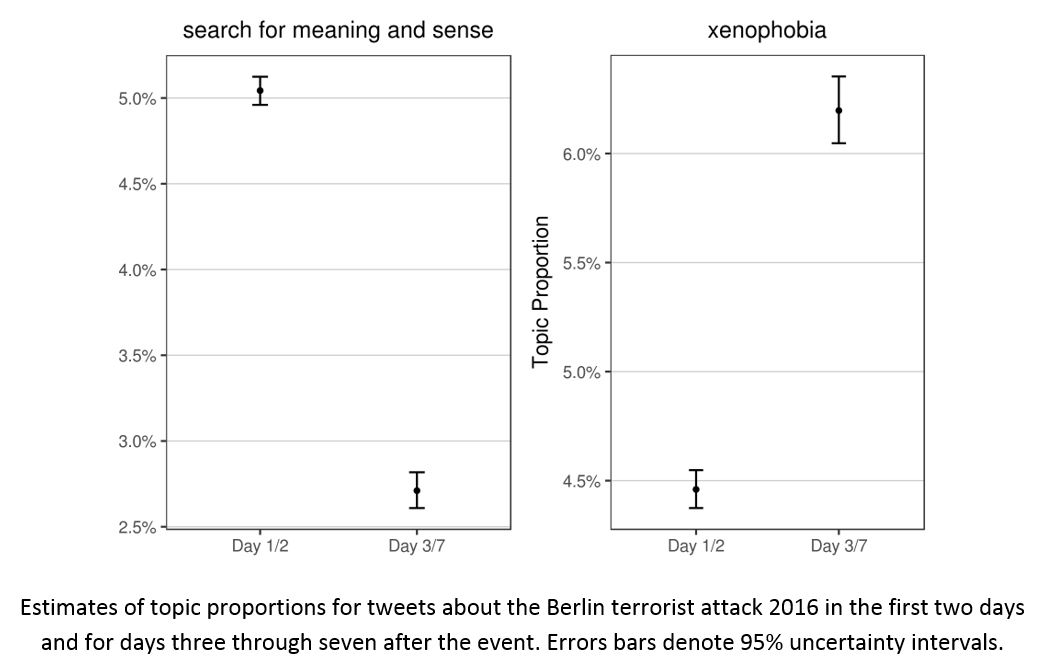 search for meaning and sense
5.0%
4.5%
4.0%
3.5%
3.0%
2.5%
Day 1/2 Day 3/7
xenophobia
Topic Proportion
6.0%
5.5%
5.0%
4.5%
Day 1/2 Day 3/7
Estimates of topic proportions for tweets about the Berlin terrorist attack 2016 in the first two days
and for days three through seven after the event. Errors bars denote 95% uncertainty intervals.